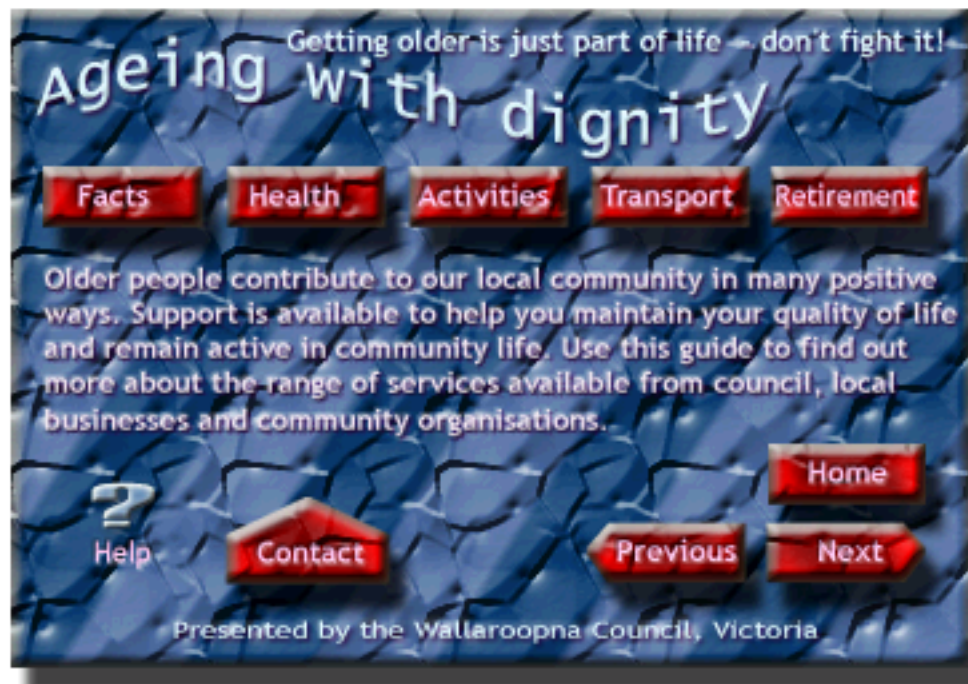 Getting older is just part of life – don't fight it!
Ageing with dignity
Facts
Health
Activities
Transport
Retirement
Older people contribute to our local community in many positive
ways. Support is available to help you maintain your quality of life
and remain active in community life. Use this guide to find out
more about the range of services available from council, local
businesses and community organisations.
Home
?
Help
Contact
Previous
Next
Presented by the Wallaroopna Council, Victoria